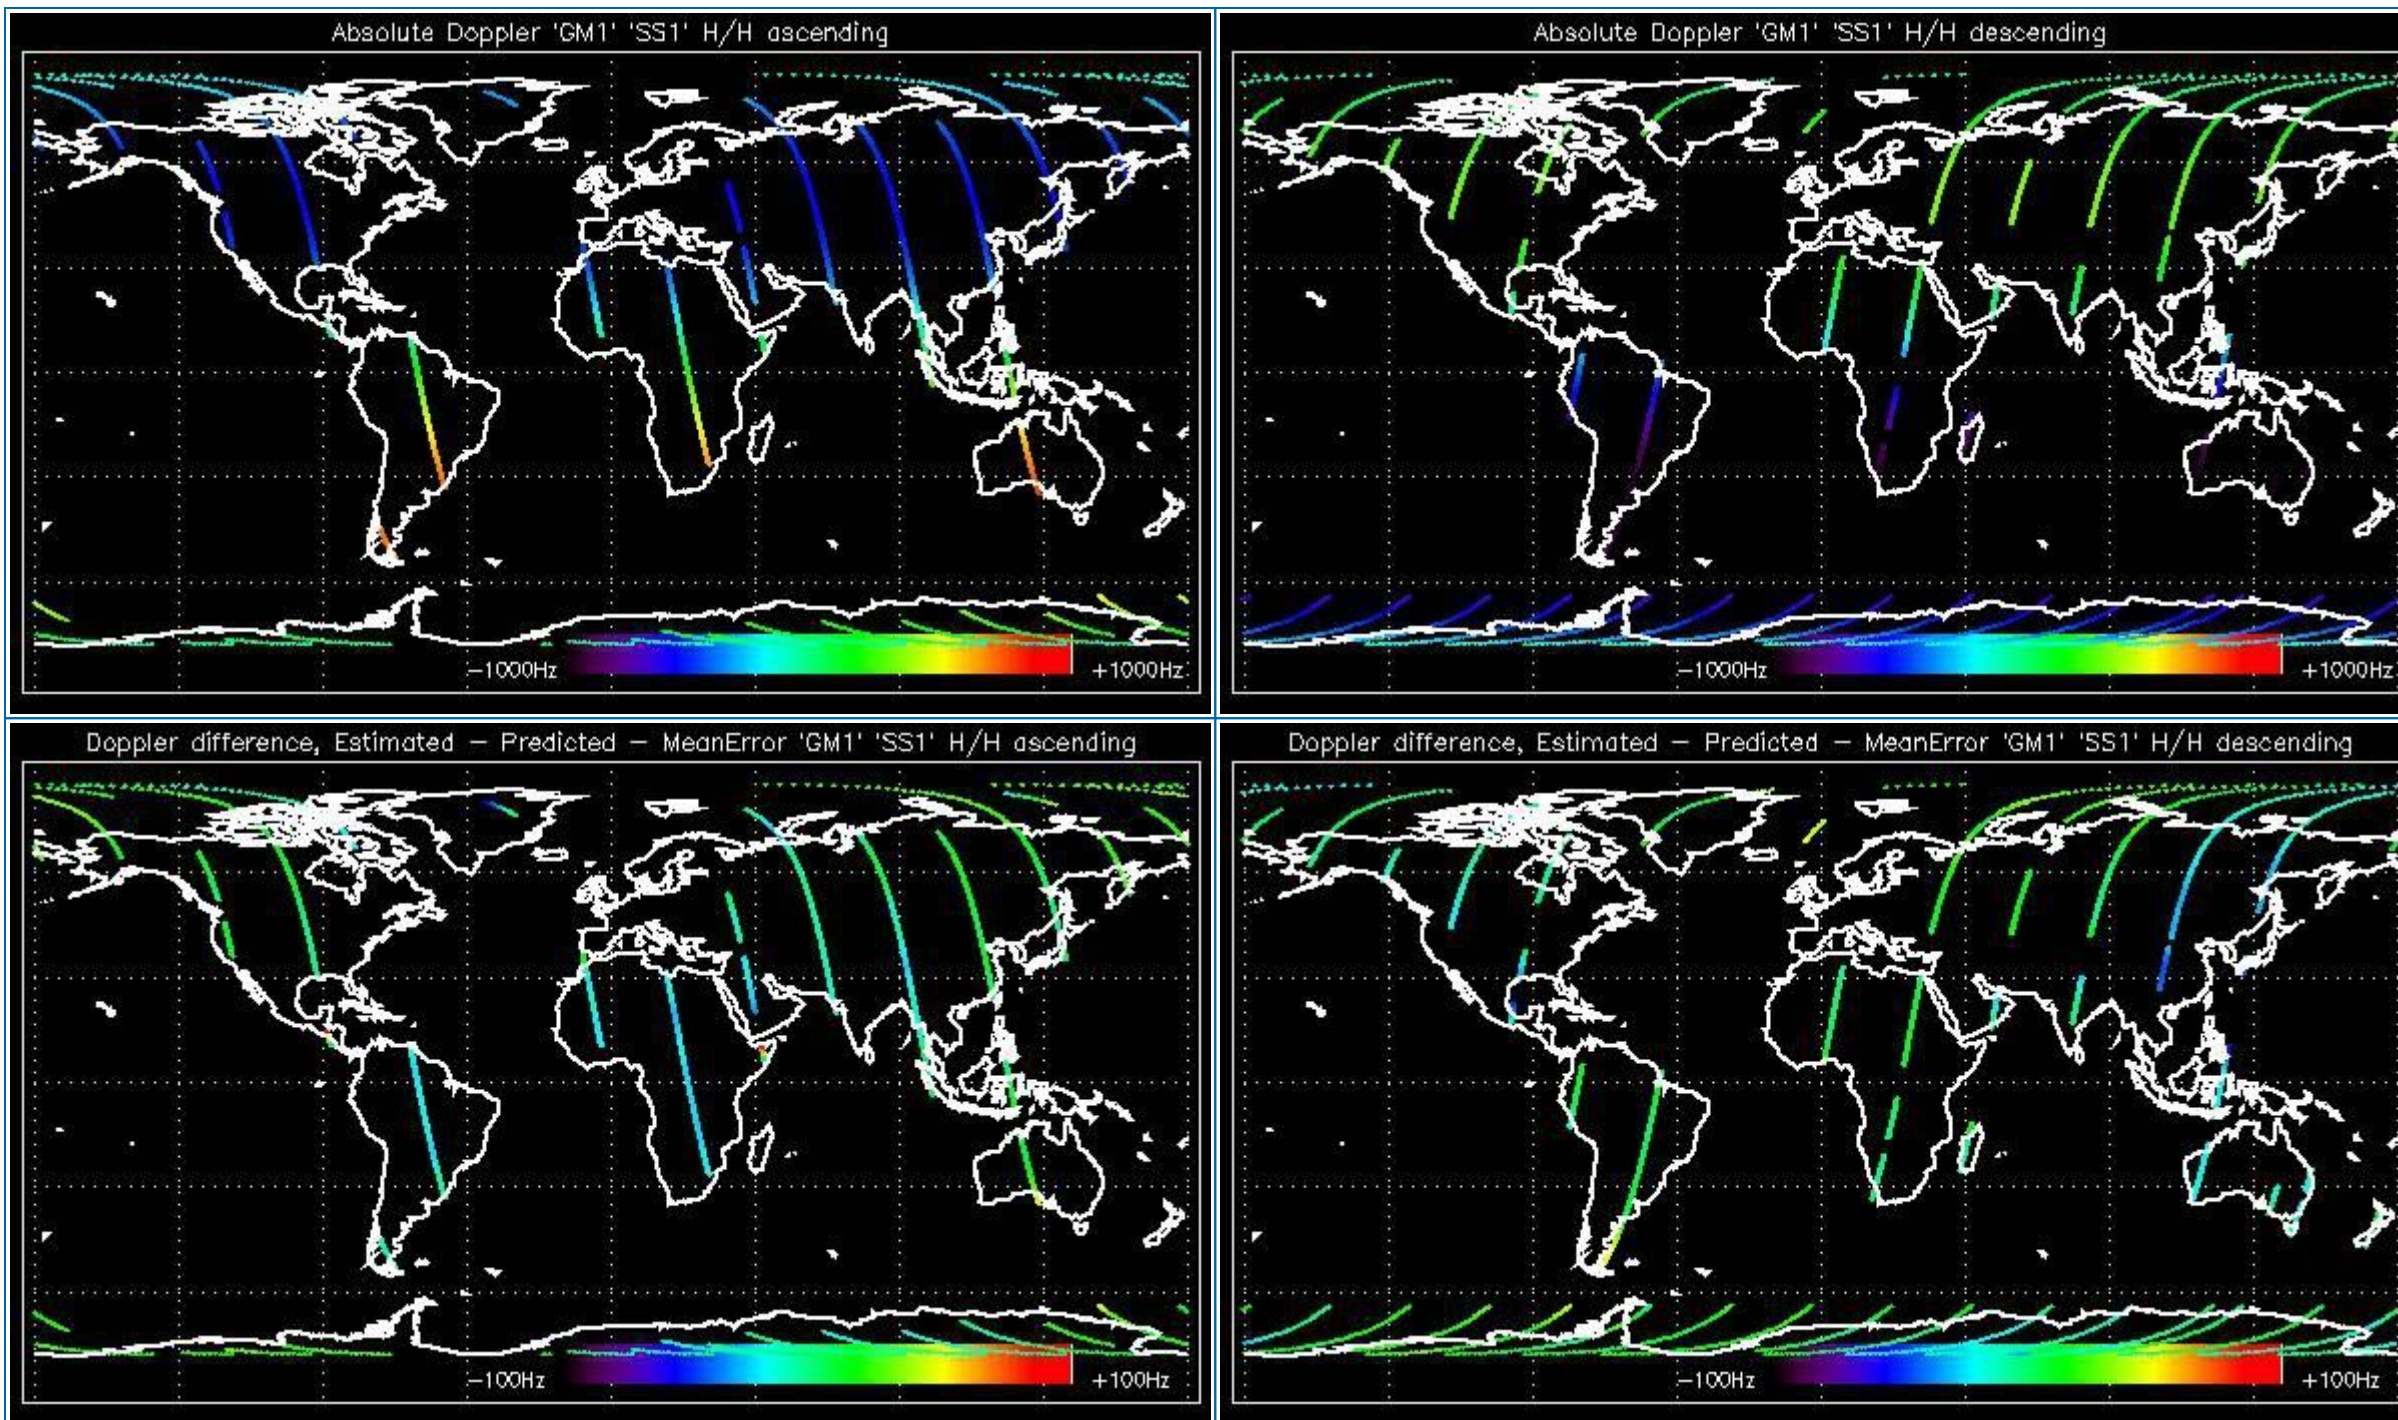 Absolute Doppler 'GM1' 'SS1' H/H ascending
−1000Hz
+1000Hz
Absolute Doppler 'GM1' 'SS1' H/H descending
−1000Hz
+1000Hz
Doppler difference, Estimated − Predicted − MeanError 'GM1' 'SS1' H/H ascending
−100Hz
+100Hz
Doppler difference, Estimated − Predicted − MeanError 'GM1' 'SS1' H/H descending
−100Hz
+100Hz